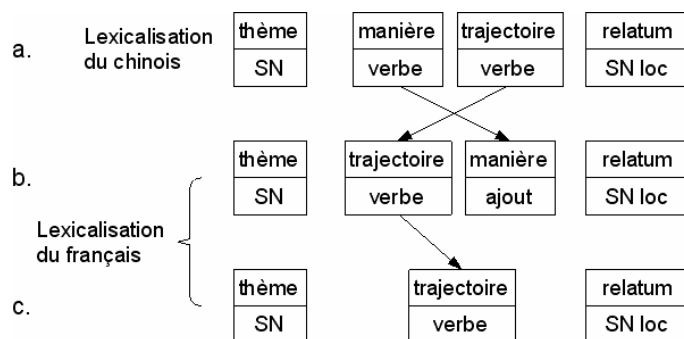 Lexicalisation
du chinois
a.
thème
SN
manière
verbe
trajectoire
verbe
relatum
SN loc
b.
thème
SN
trajectoire
verbe
manière
ajout
relatum
SN loc
Lexicalisation
du français
c.
thème
SN
trajectoire
verbe
relatum
SN loc